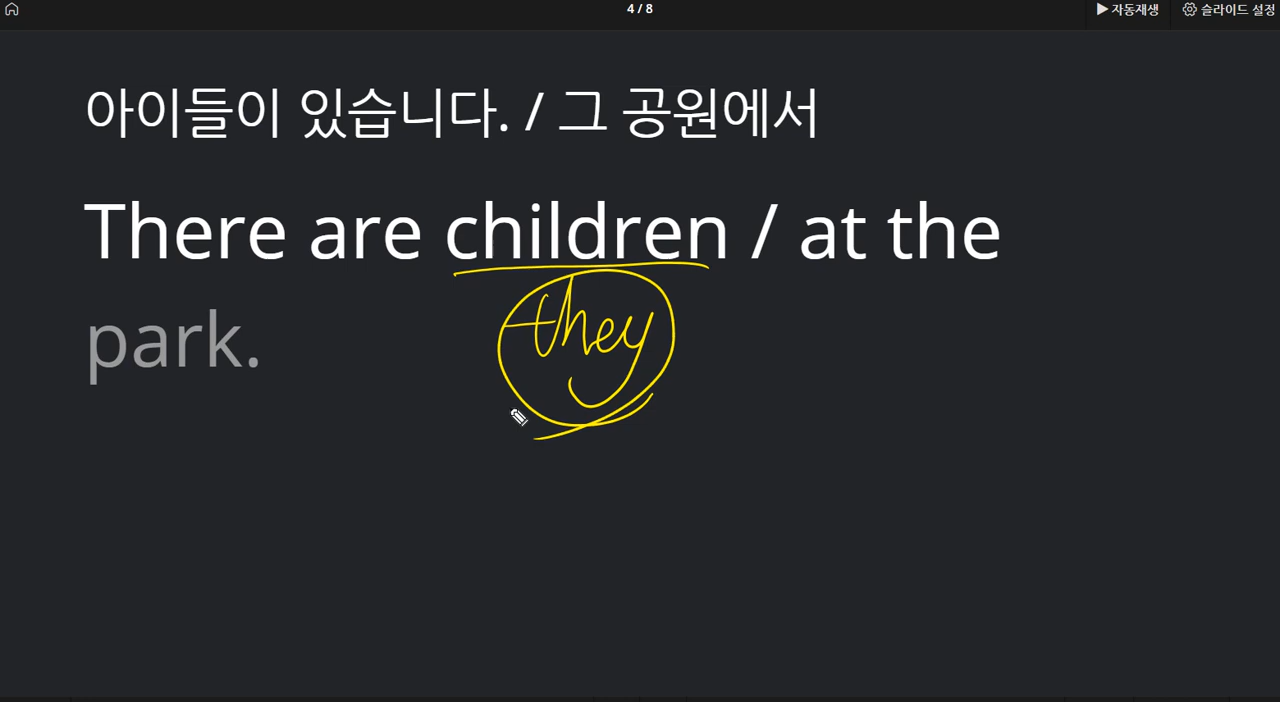 4 / 8
▶ 자동재생
슬라이드 설정
아이들이 있습니다. / 그 공원에서
There are children / at the
park.
they